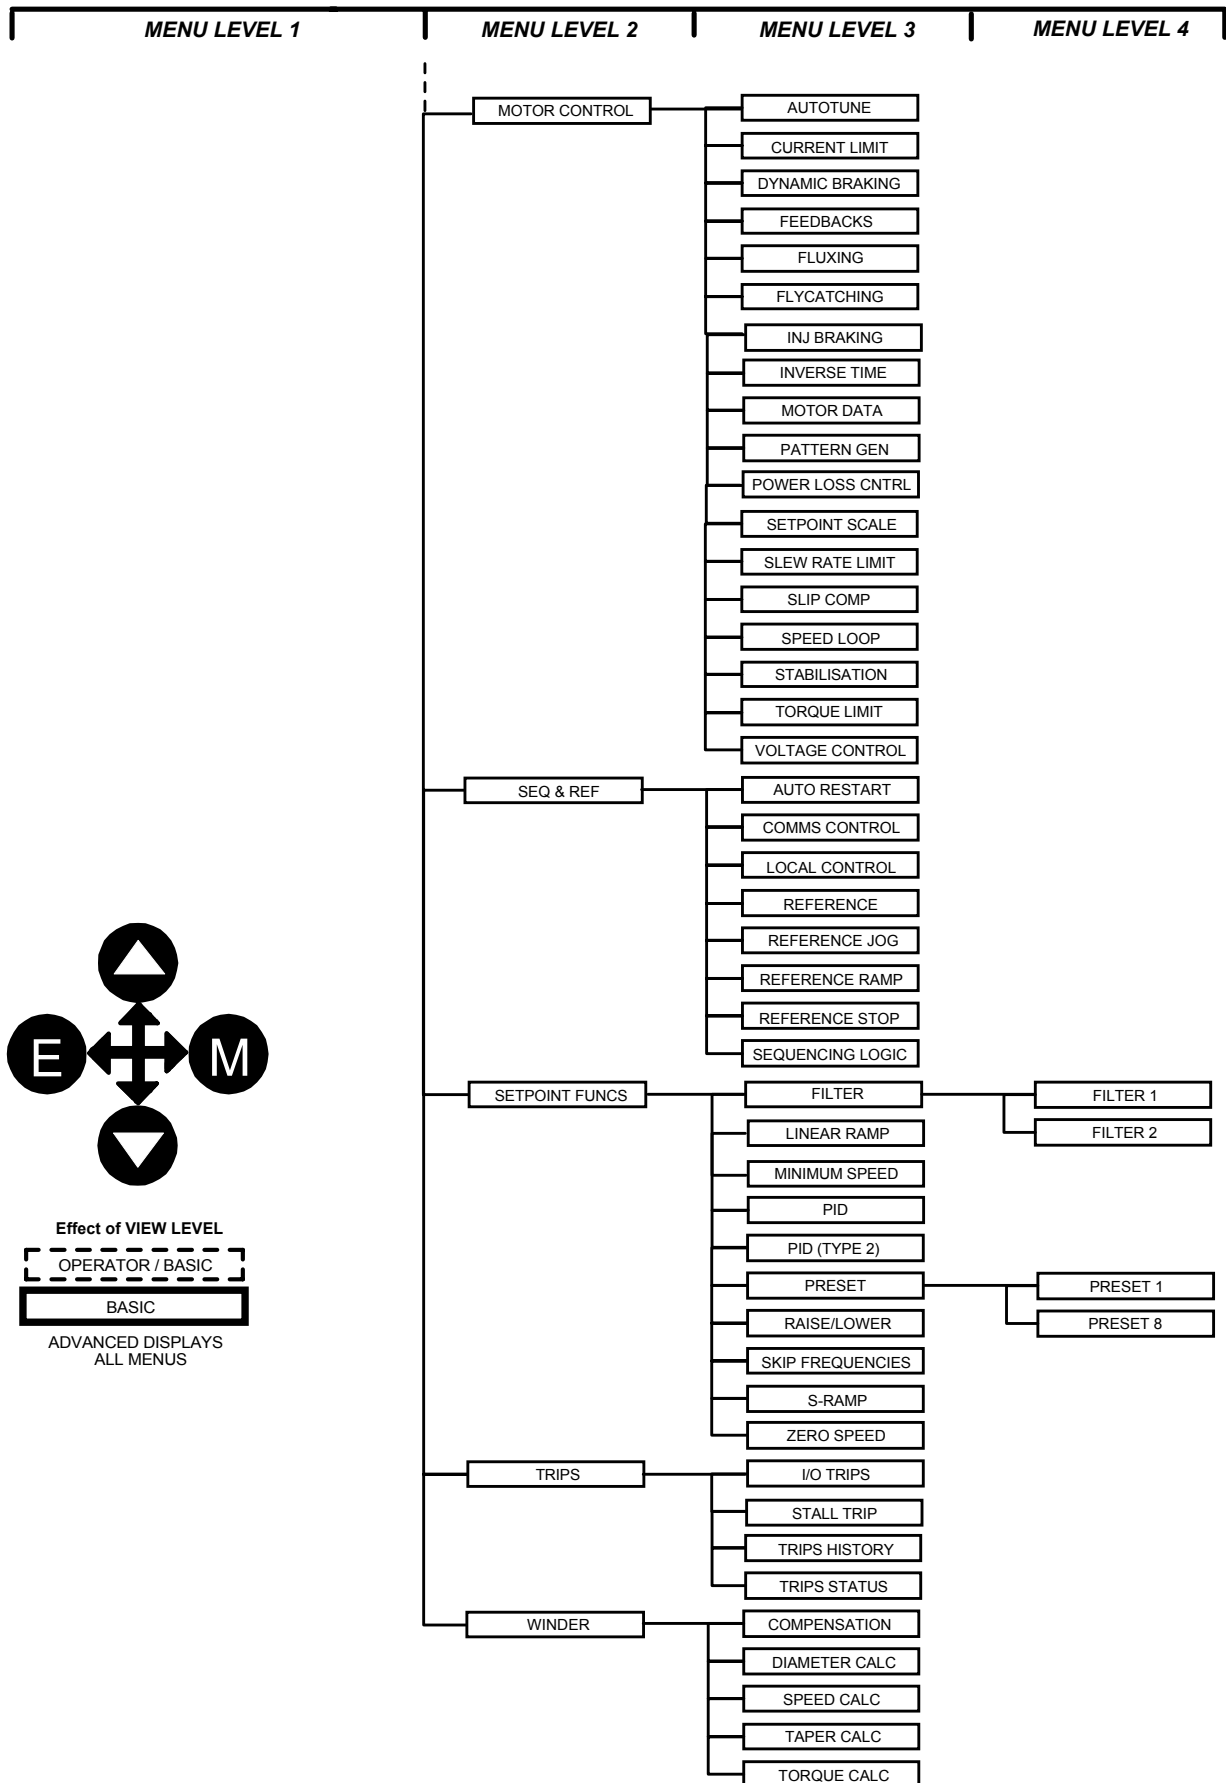 MENU LEVEL 1
MENU LEVEL 2
MENU LEVEL 3
MENU LEVEL 4
MOTOR CONTROL
AUTOTUNE
CURRENT LIMIT
DYNAMIC BRAKING
FEEDBACKS
FLUXING
FLYCATCHING
INJ BRAKING
INVERSE TIME
MOTOR DATA
PATTERN GEN
POWER LOSS CNTRL
SETPOINT SCALE
SLEW RATE LIMIT
SLIP COMP
SPEED LOOP
STABILISATION
TORQUE LIMIT
VOLTAGE CONTROL
SEQ & REF
AUTO RESTART
COMMS CONTROL
LOCAL CONTROL
REFERENCE
REFERENCE JOG
REFERENCE RAMP
REFERENCE STOP
SEQUENCING LOGIC
E
M
SETPOINT FUNCS
FILTER
FILTER 1
FILTER 2
LINEAR RAMP
MINIMUM SPEED
PID
PID (TYPE 2)
PRESET
PRESET 1
PRESET 8
RAISE/LOWER
SKIP FREQUENCIES
S-RAMP
ZERO SPEED
Effect of VIEW LEVEL
OPERATOR / BASIC
BASIC
ADVANCED DISPLAYS
ALL MENUS
TRIPS
I/O TRIPS
STALL TRIP
TRIPS HISTORY
TRIPS STATUS
WINDER
COMPENSATION
DIAMETER CALC
SPEED CALC
TAPER CALC
TORQUE CALC